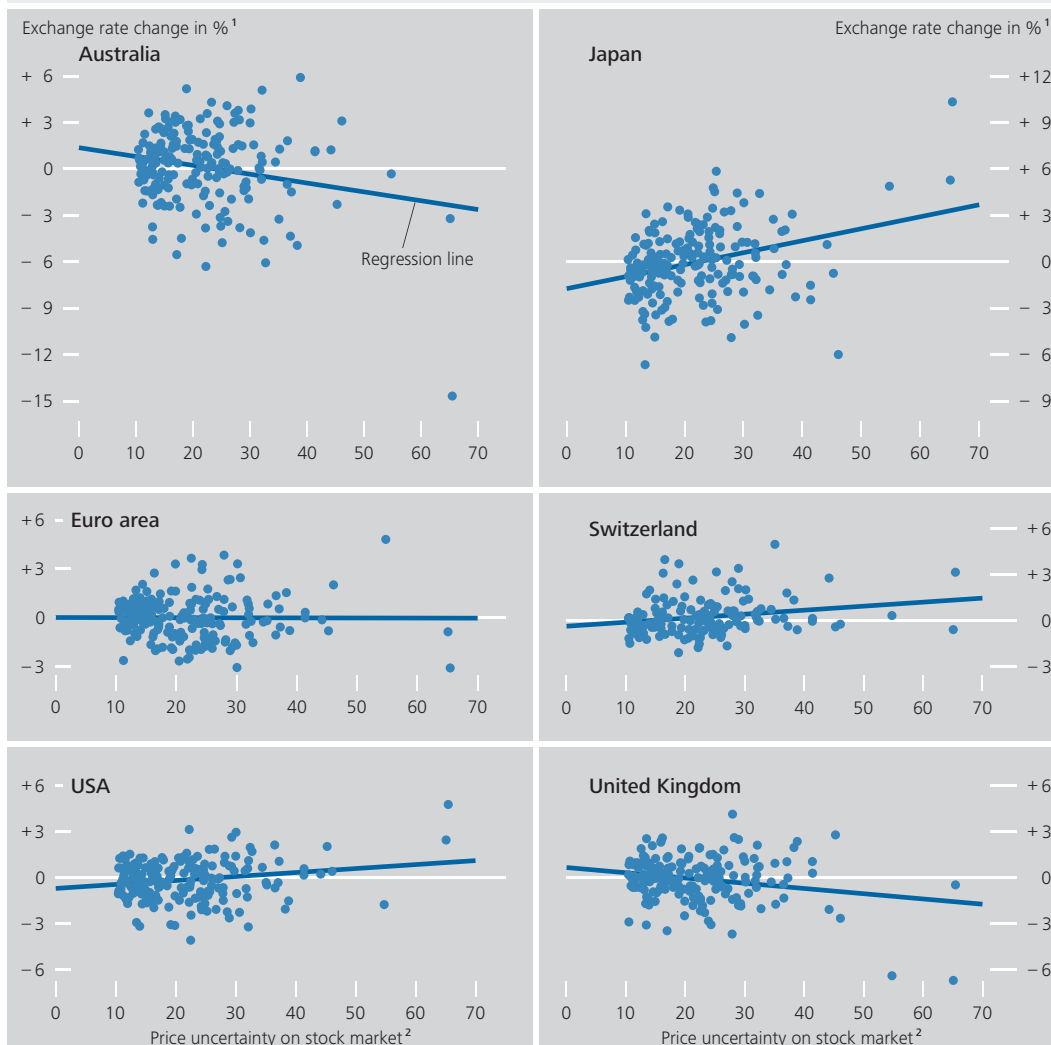 Exchange rate change in %¹
Australia
+ 6
+ 3
0
− 3
− 6
− 9
−12
−15
Regression line
0 10 20 30 40 50 60 70
Exchange rate change in %¹
Japan
+12
+ 9
+ 6
+ 3
0
− 3
− 6
− 9
0 10 20 30 40 50 60 70
Euro area
+6
+3
0
−3
0 10 20 30 40 50 60 70
Switzerland
+6
+3
0
−3
0 10 20 30 40 50 60 70
USA
+6
+3
0
−3
−6
0 10 20 30 40 50 60 70
Price uncertainty on stock market²
United Kingdom
+6
+3
0
−3
−6
0 10 20 30 40 50 60 70
Price uncertainty on stock market²